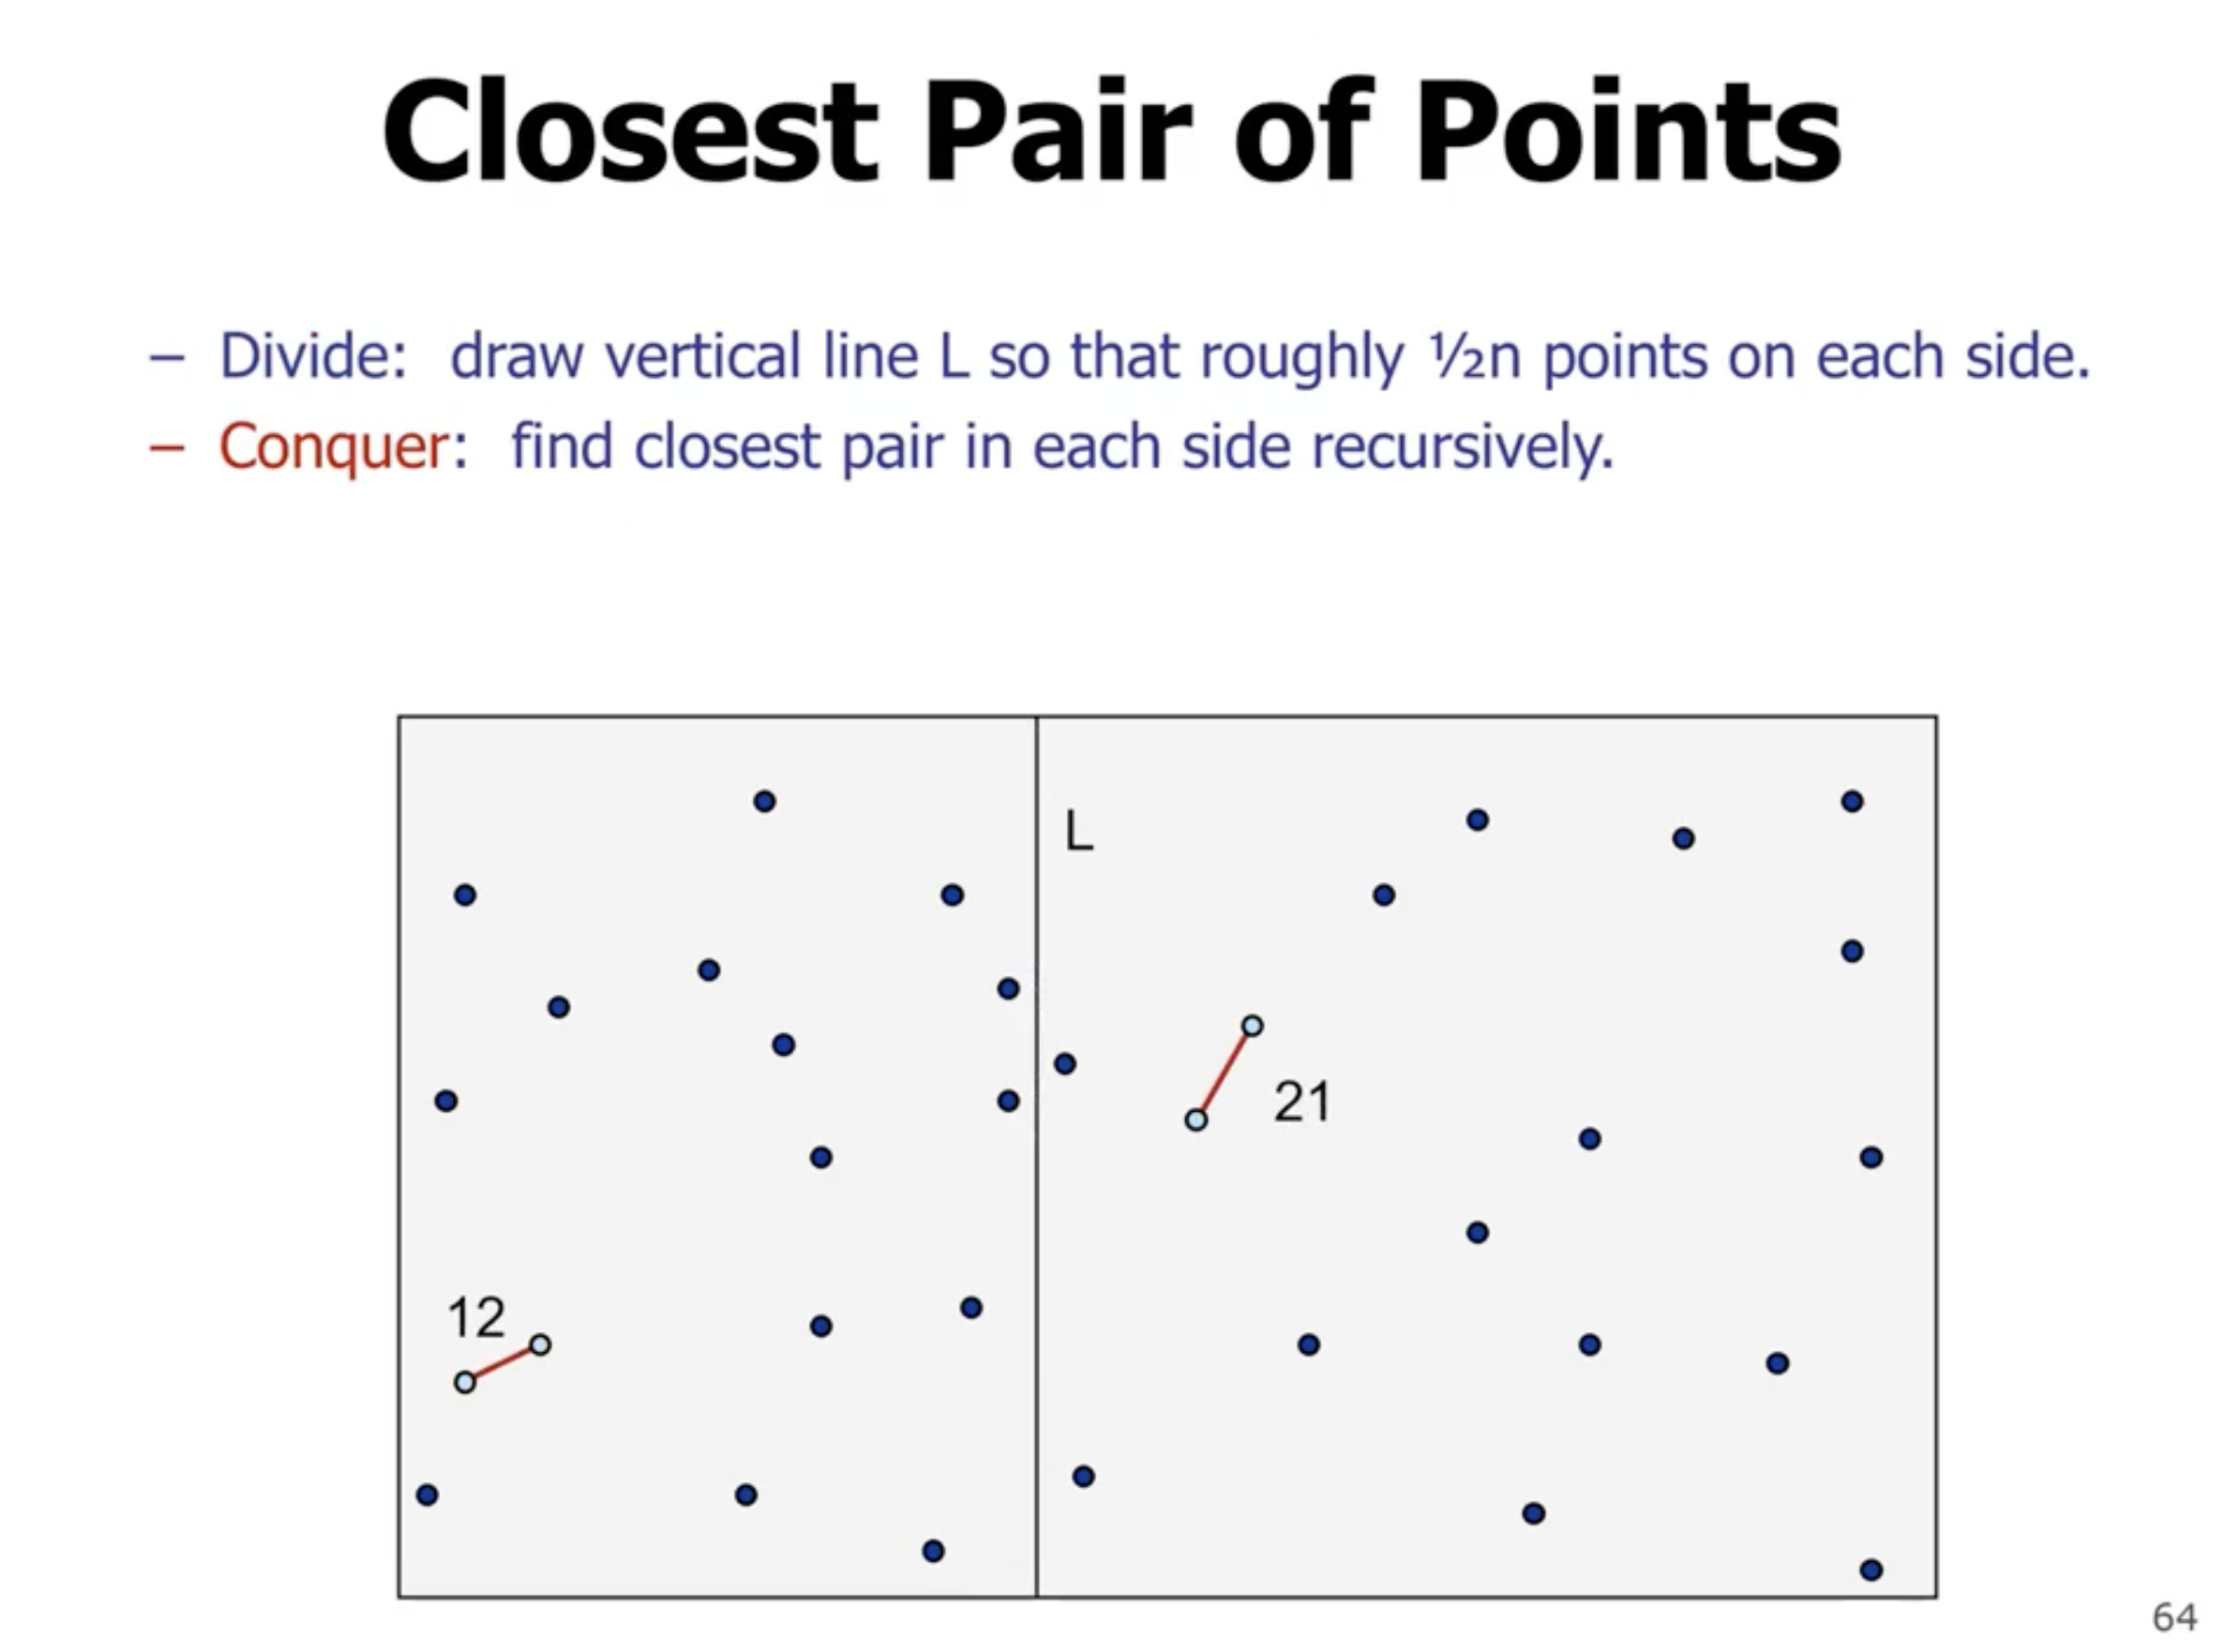 Closest Pair of Points
– Divide: draw vertical line L so that roughly ½n points on each side.
– Conquer: find closest pair in each side recursively.
L
21
12
64